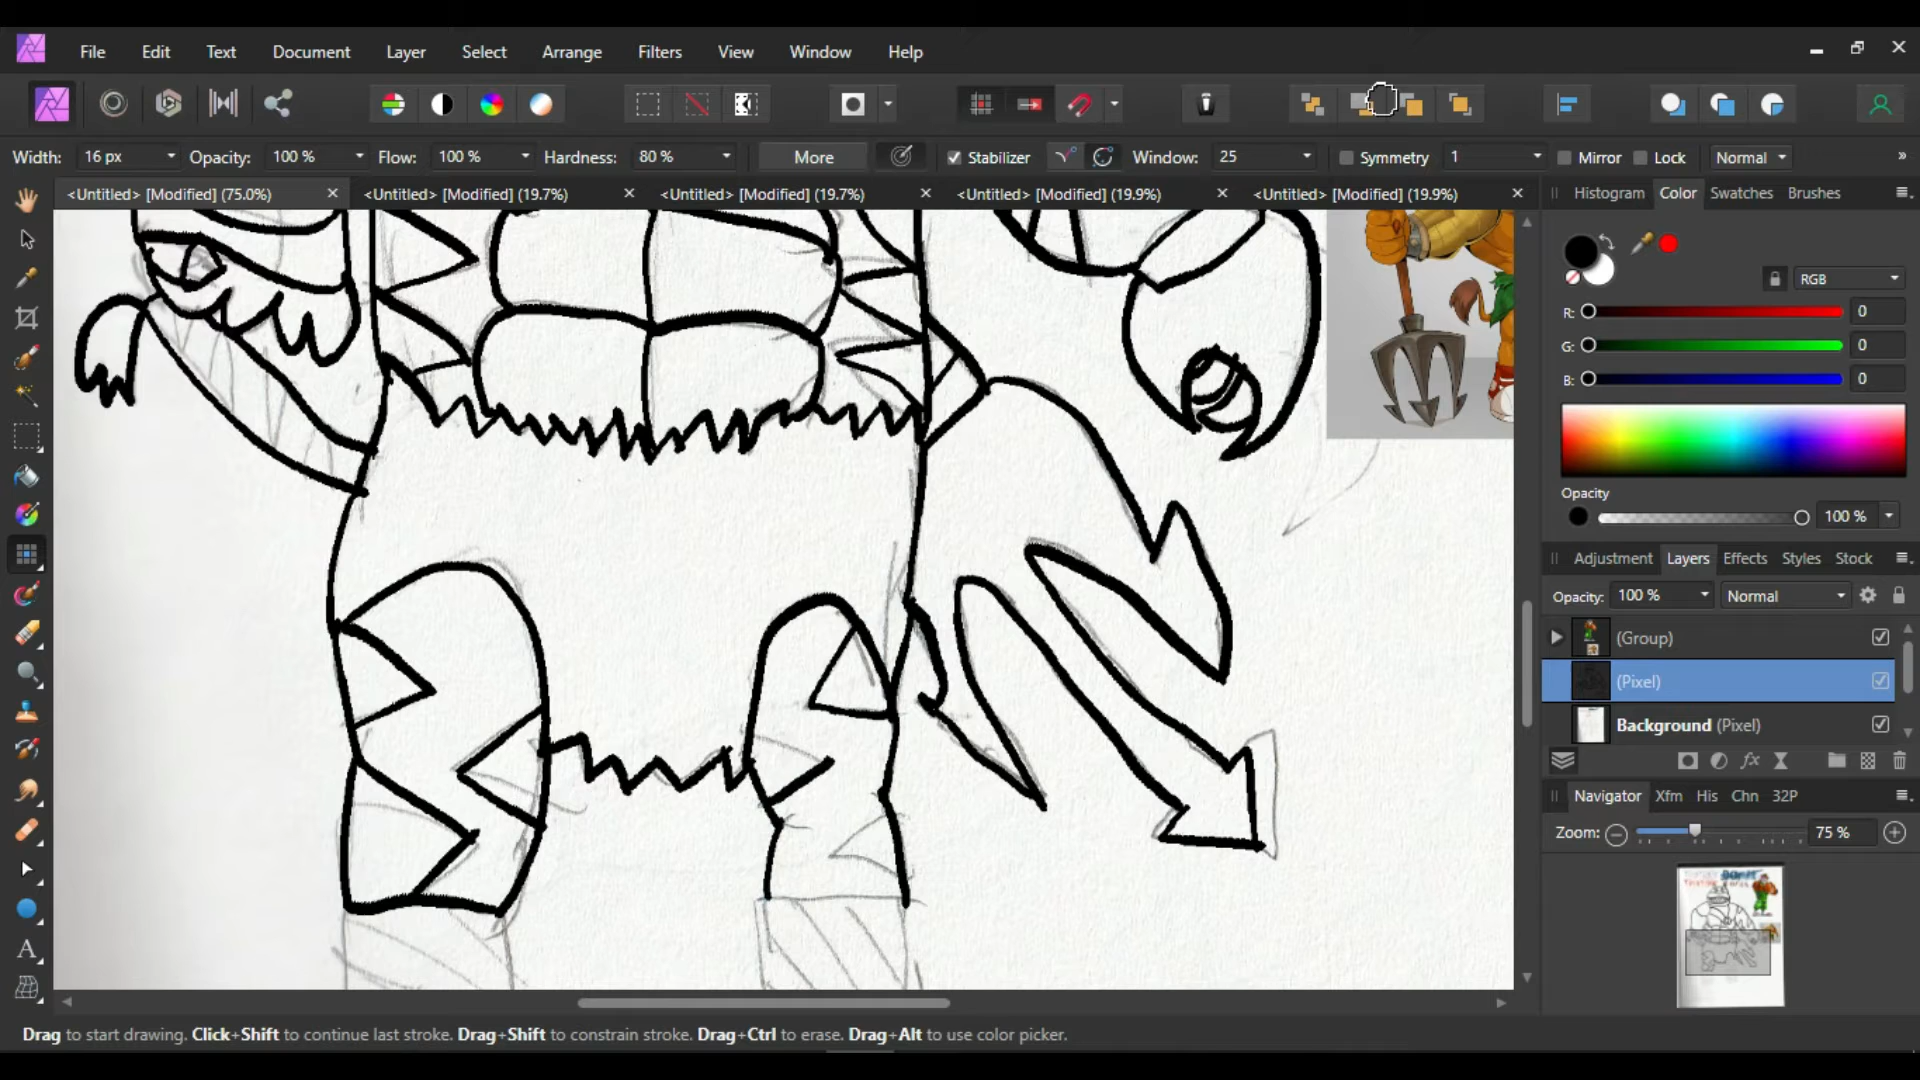 File Edit Text Document Layer Select Arrange Filters View Window Help
Width: 16 px Opacity: 100 % Flow: 100 % Hardness: 80 % More Stabilizer Window: 25 Symmetry 1 Mirror Lock Normal »
<Untitled> [Modified] (75.0%) <Untitled> [Modified] (19.7%) <Untitled> [Modified] (19.7%) <Untitled> [Modified] (19.9%) <Untitled> [Modified] (19.9%)
Histogram Color Swatches Brushes
RGB
R: 0
G: 0
B: 0
Opacity
100 %
Adjustment Layers Effects Styles Stock
Opacity: 100 % Normal
(Group)
(Pixel)
Background (Pixel)
Navigator Xfm His Chn 32P
Zoom: 75 %
Drag to start drawing. Click+Shift to continue last stroke. Drag+Shift to constrain stroke. Drag+Ctrl to erase. Drag+Alt to use color picker.